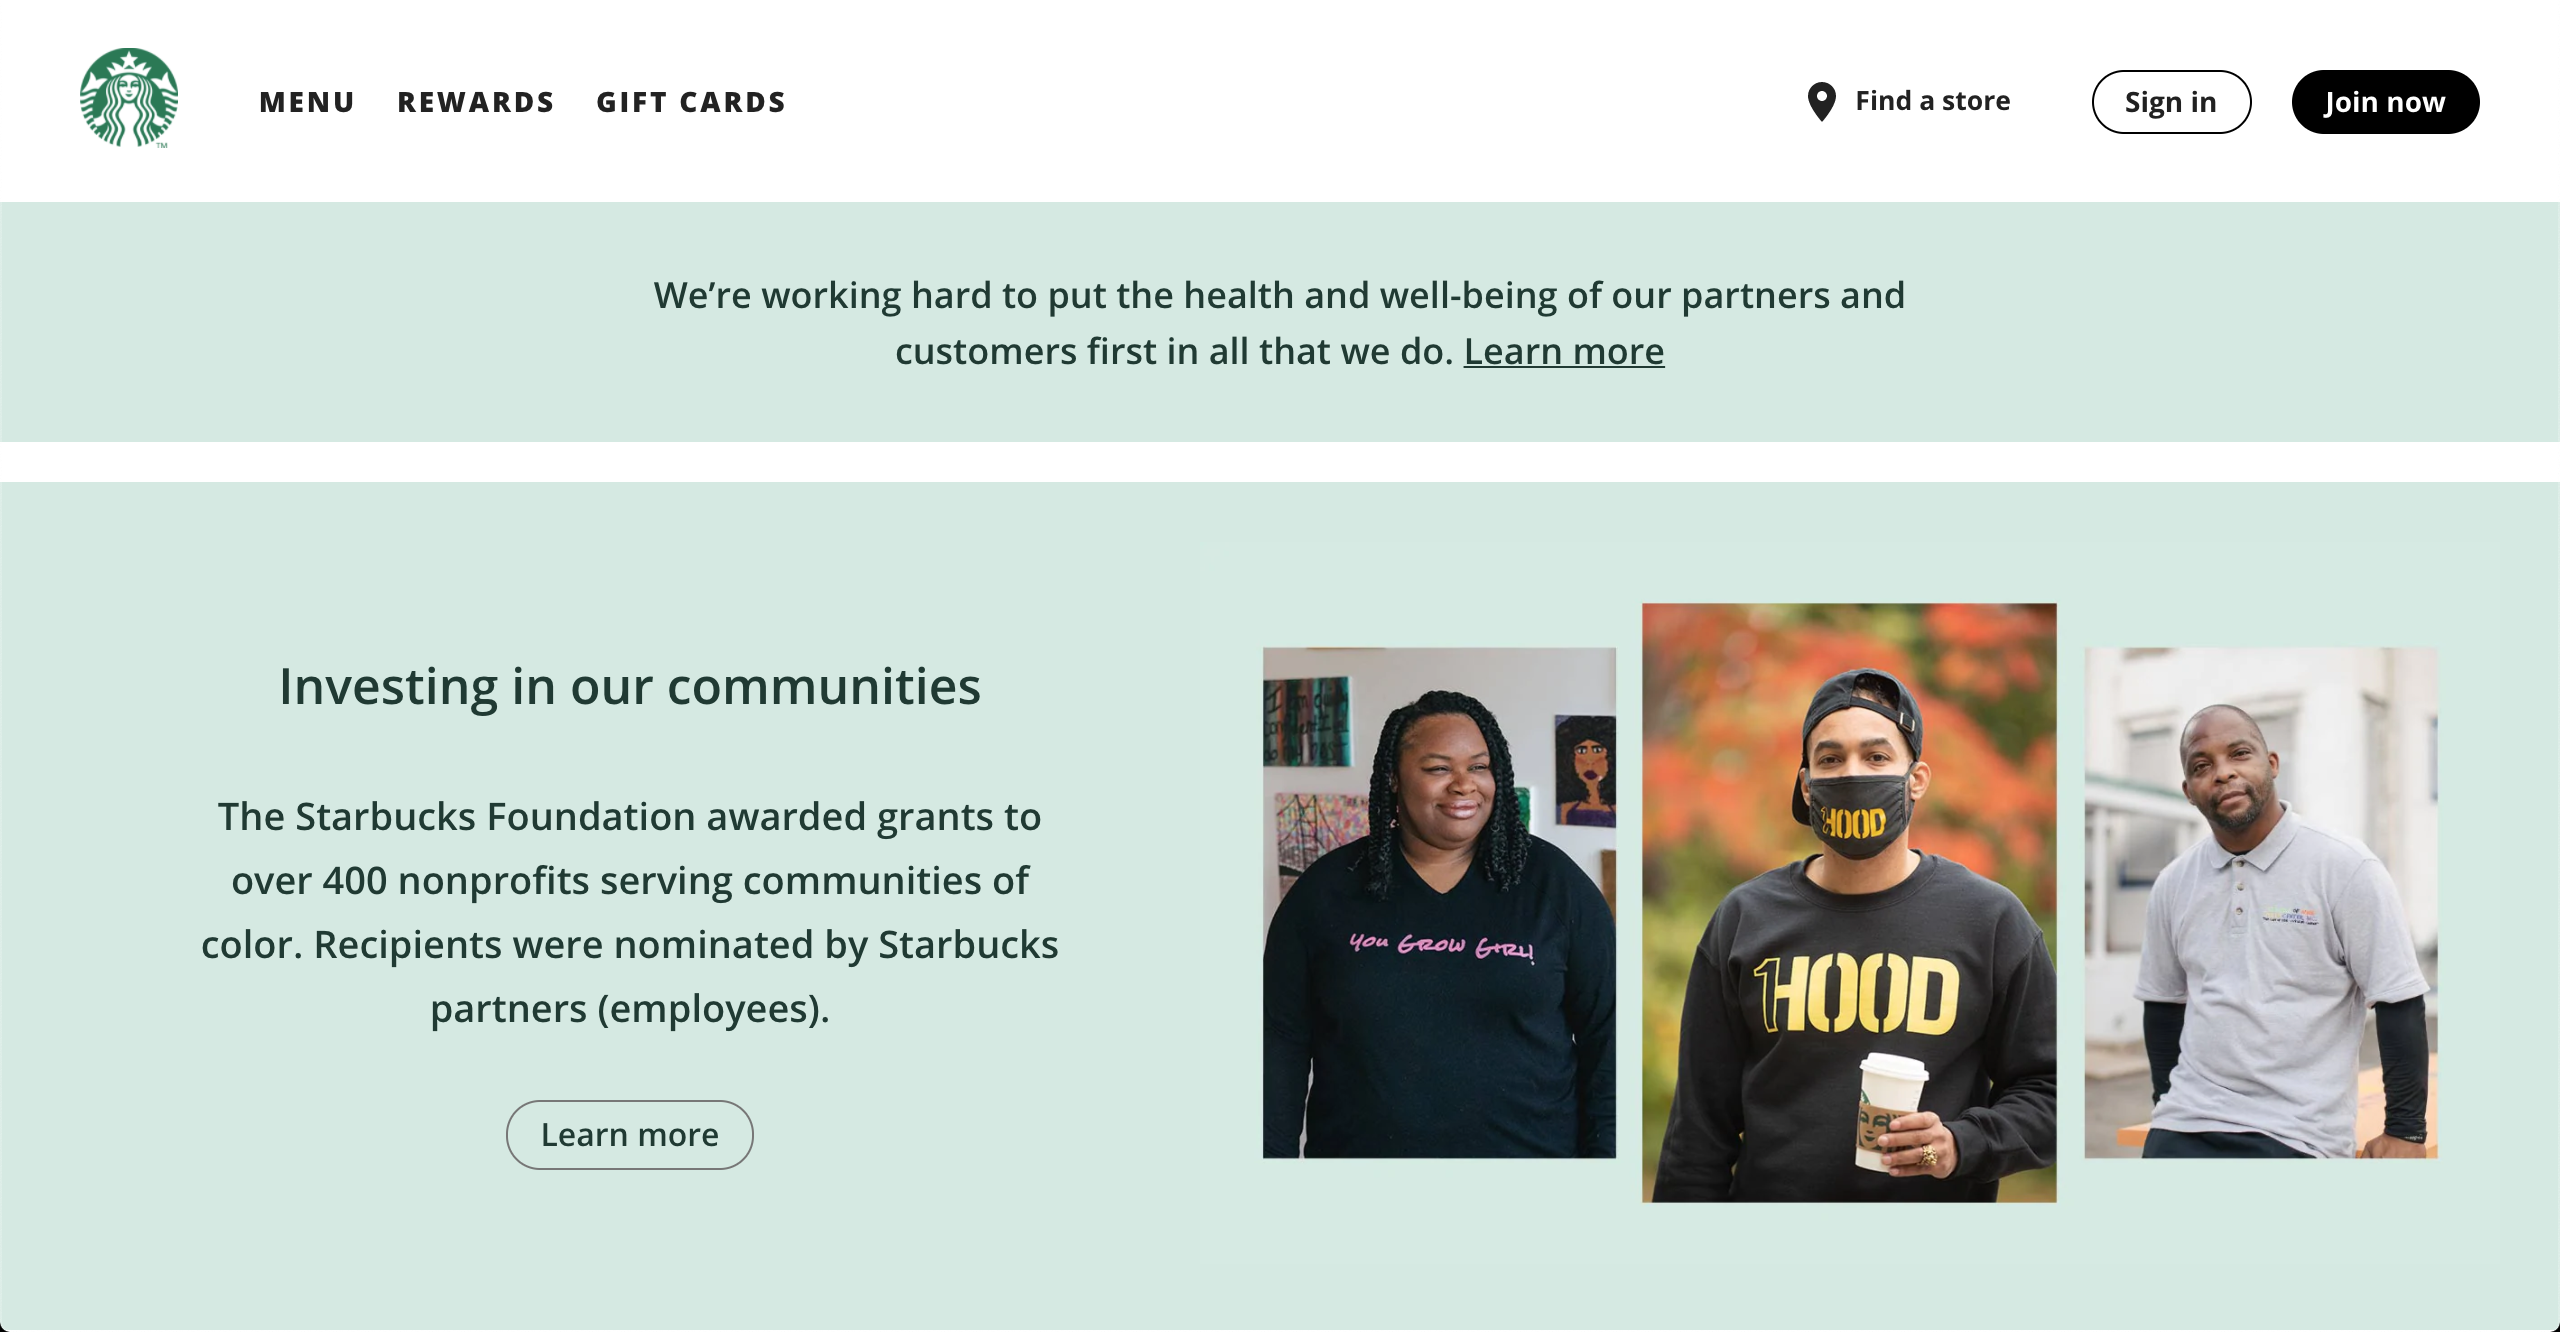 MENU REWARDS GIFT CARDS Find a store Sign in Join now
We’re working hard to put the health and well-being of our partners and
customers first in all that we do. Learn more
Investing in our communities
The Starbucks Foundation awarded grants to
over 400 nonprofits serving communities of
color. Recipients were nominated by Starbucks
partners (employees).
Learn more
YOU GROW GIRL!
1HOOD
1HOOD
TM